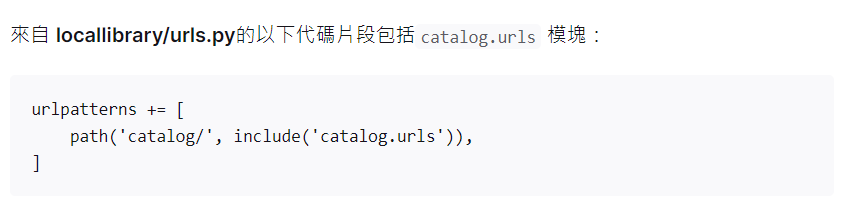 來自 locallibrary/urls.py的以下代碼片段包括 catalog.urls 模塊：
urlpatterns += [
    path('catalog/', include('catalog.urls')),
]